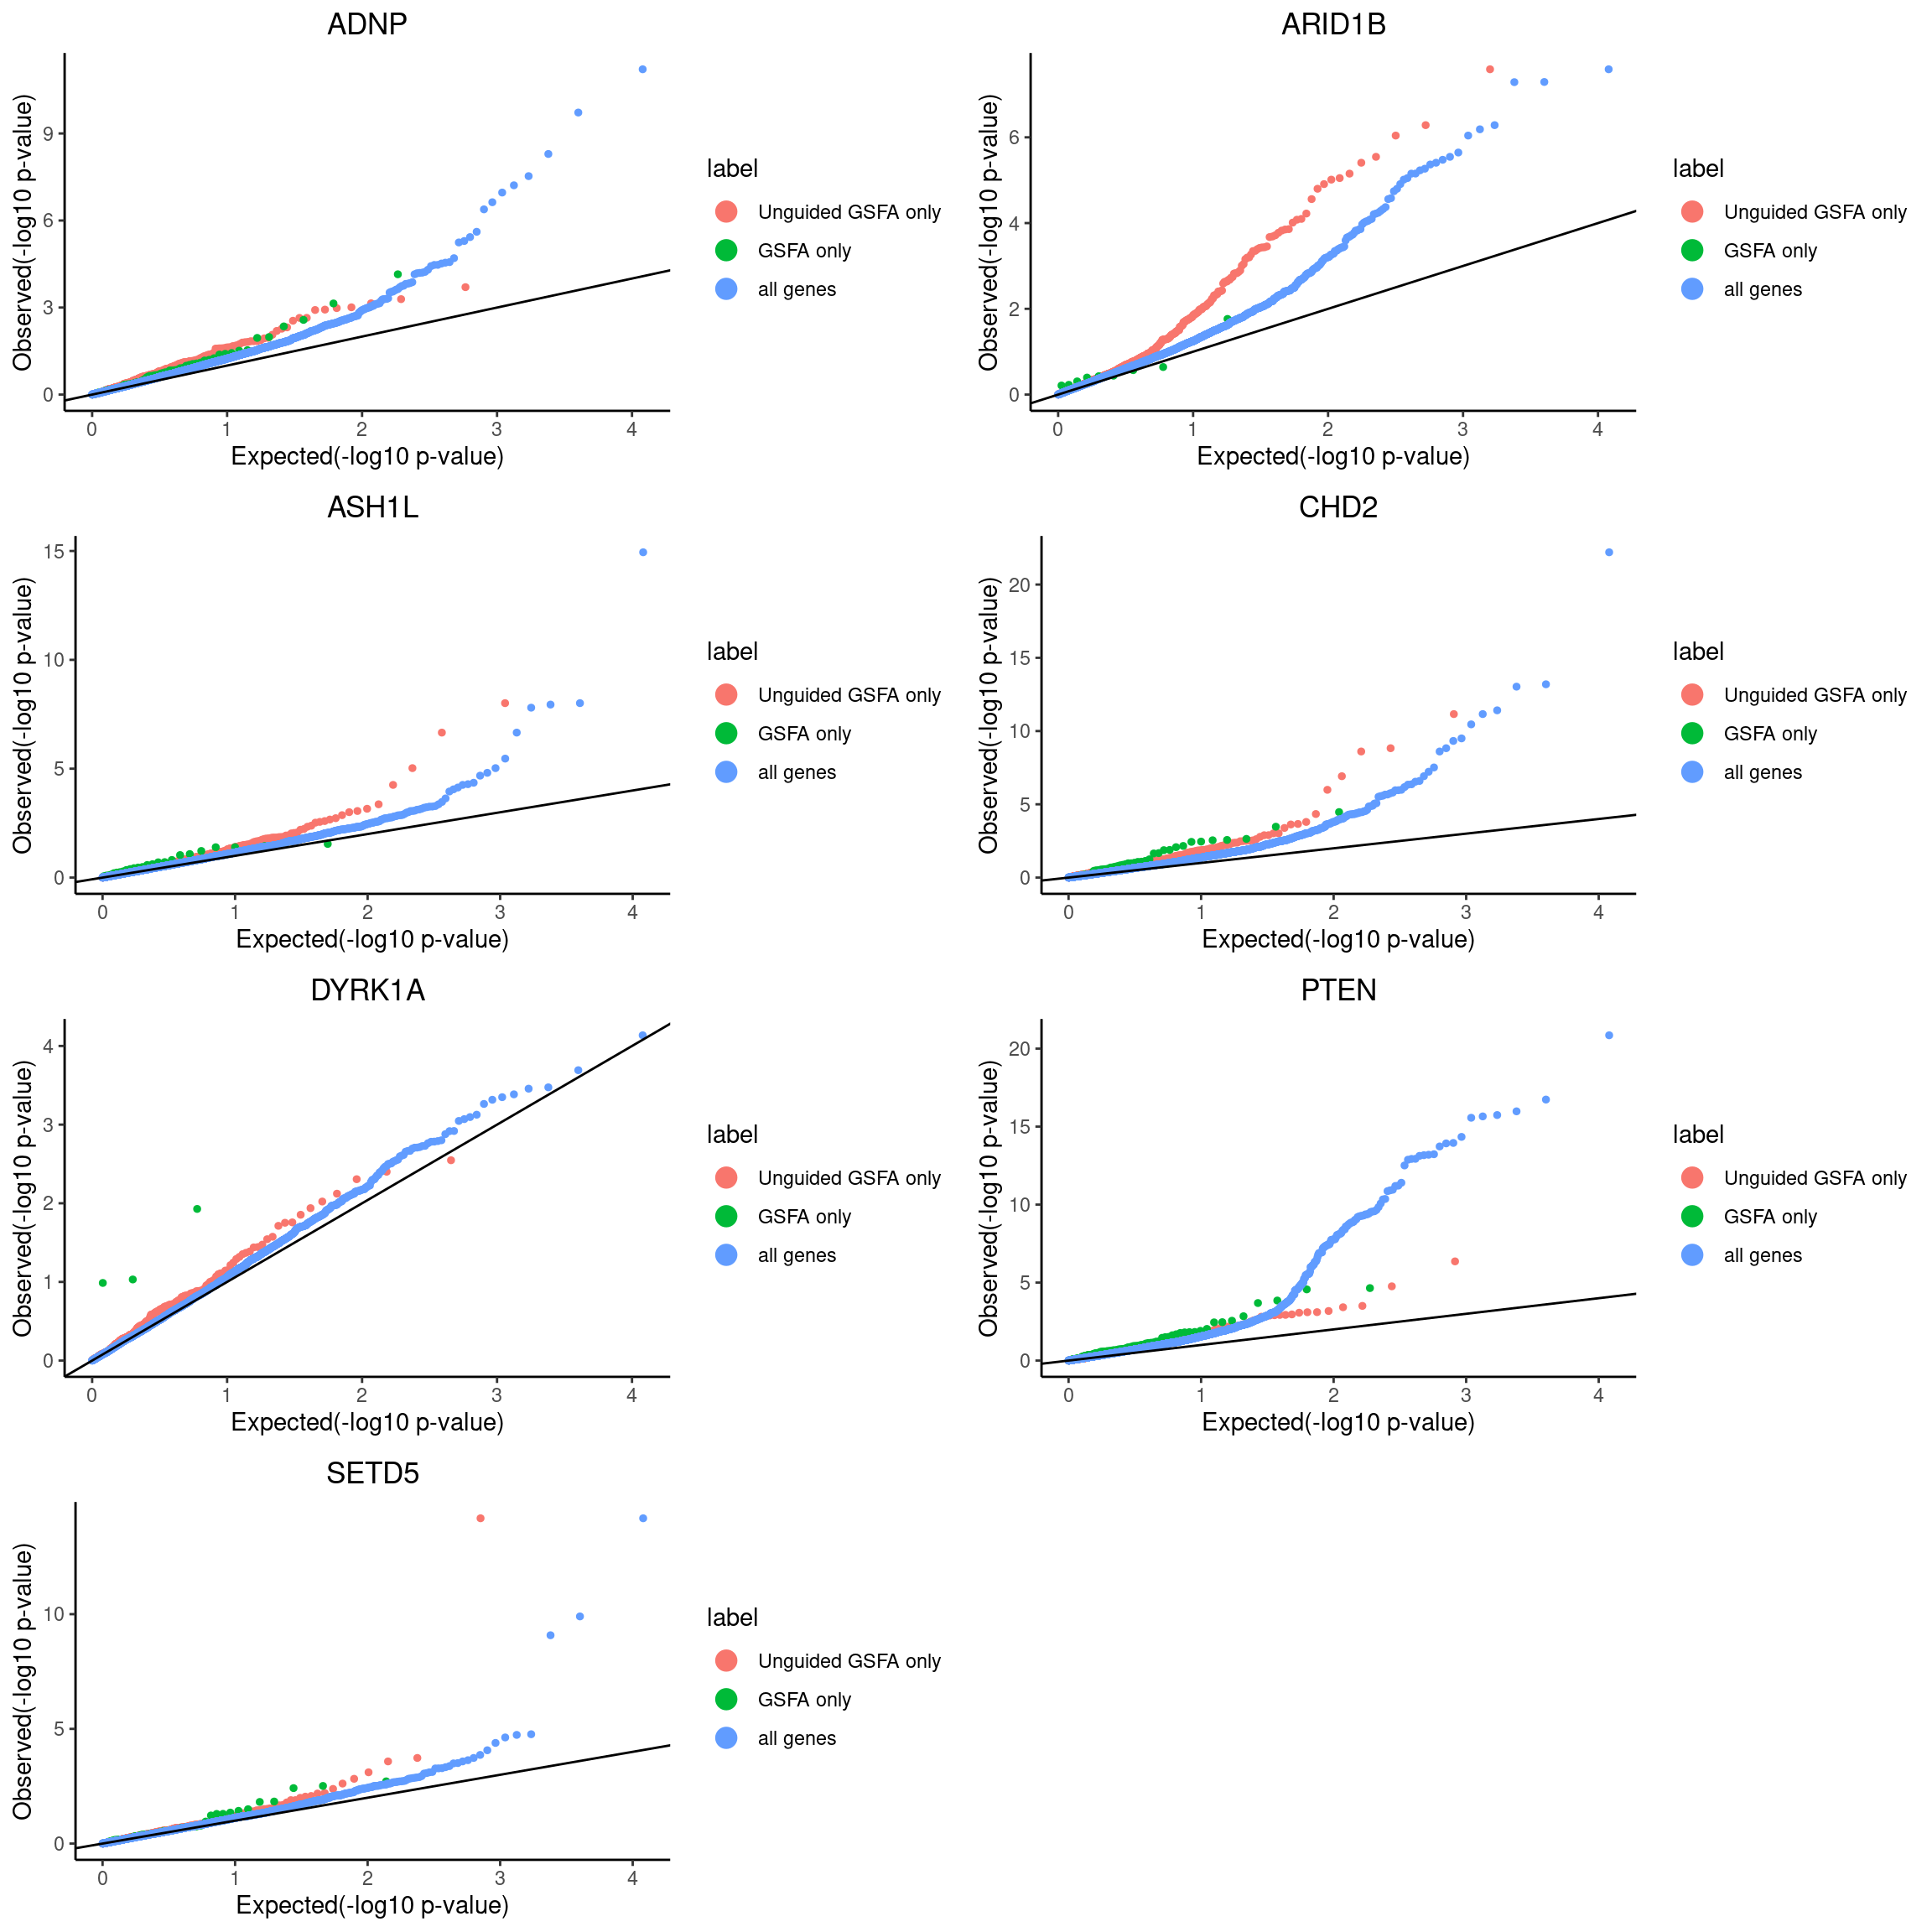 ADNP
Observed(-log10 p-value)
9
6
3
0
0 1 2 3 4
Expected(-log10 p-value)
label
Unguided GSFA only
GSFA only
all genes
ARID1B
Observed(-log10 p-value)
6
4
2
0
0 1 2 3 4
Expected(-log10 p-value)
label
Unguided GSFA only
GSFA only
all genes
ASH1L
Observed(-log10 p-value)
15
10
5
0
0 1 2 3 4
Expected(-log10 p-value)
label
Unguided GSFA only
GSFA only
all genes
CHD2
Observed(-log10 p-value)
20
15
10
5
0
0 1 2 3 4
Expected(-log10 p-value)
label
Unguided GSFA only
GSFA only
all genes
DYRK1A
Observed(-log10 p-value)
4
3
2
1
0
0 1 2 3 4
Expected(-log10 p-value)
label
Unguided GSFA only
GSFA only
all genes
PTEN
Observed(-log10 p-value)
20
15
10
5
0
0 1 2 3 4
Expected(-log10 p-value)
label
Unguided GSFA only
GSFA only
all genes
SETD5
Observed(-log10 p-value)
10
5
0
0 1 2 3 4
Expected(-log10 p-value)
label
Unguided GSFA only
GSFA only
all genes